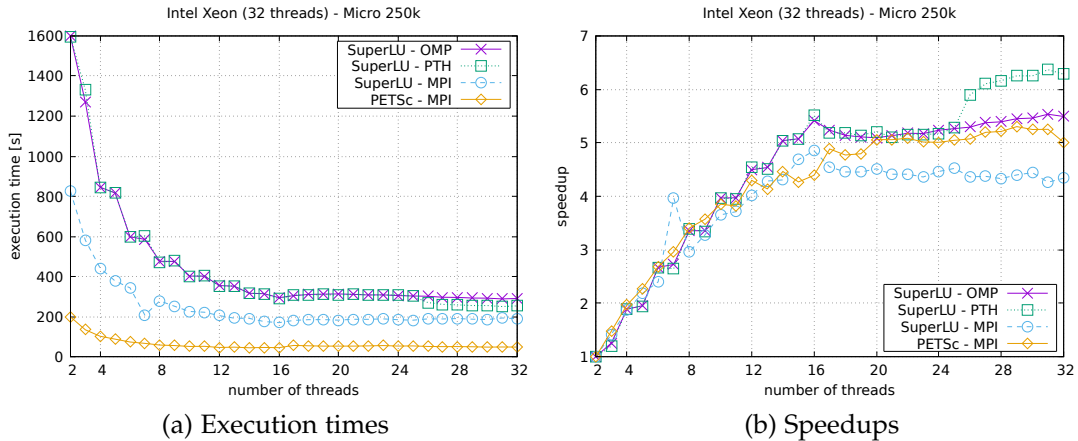 Intel Xeon (32 threads) - Micro 250k
1600
1400
1200
1000
800
600
400
200
0
execution time [s]
SuperLU - OMP
SuperLU - PTH
SuperLU - MPI
PETSc - MPI
2 4 8 12 16 20 24 28 32
number of threads
(a) Execution times
Intel Xeon (32 threads) - Micro 250k
7
6
5
4
3
2
1
speedup
SuperLU - OMP
SuperLU - PTH
SuperLU - MPI
PETSc - MPI
2 4 8 12 16 20 24 28 32
number of threads
(b) Speedups